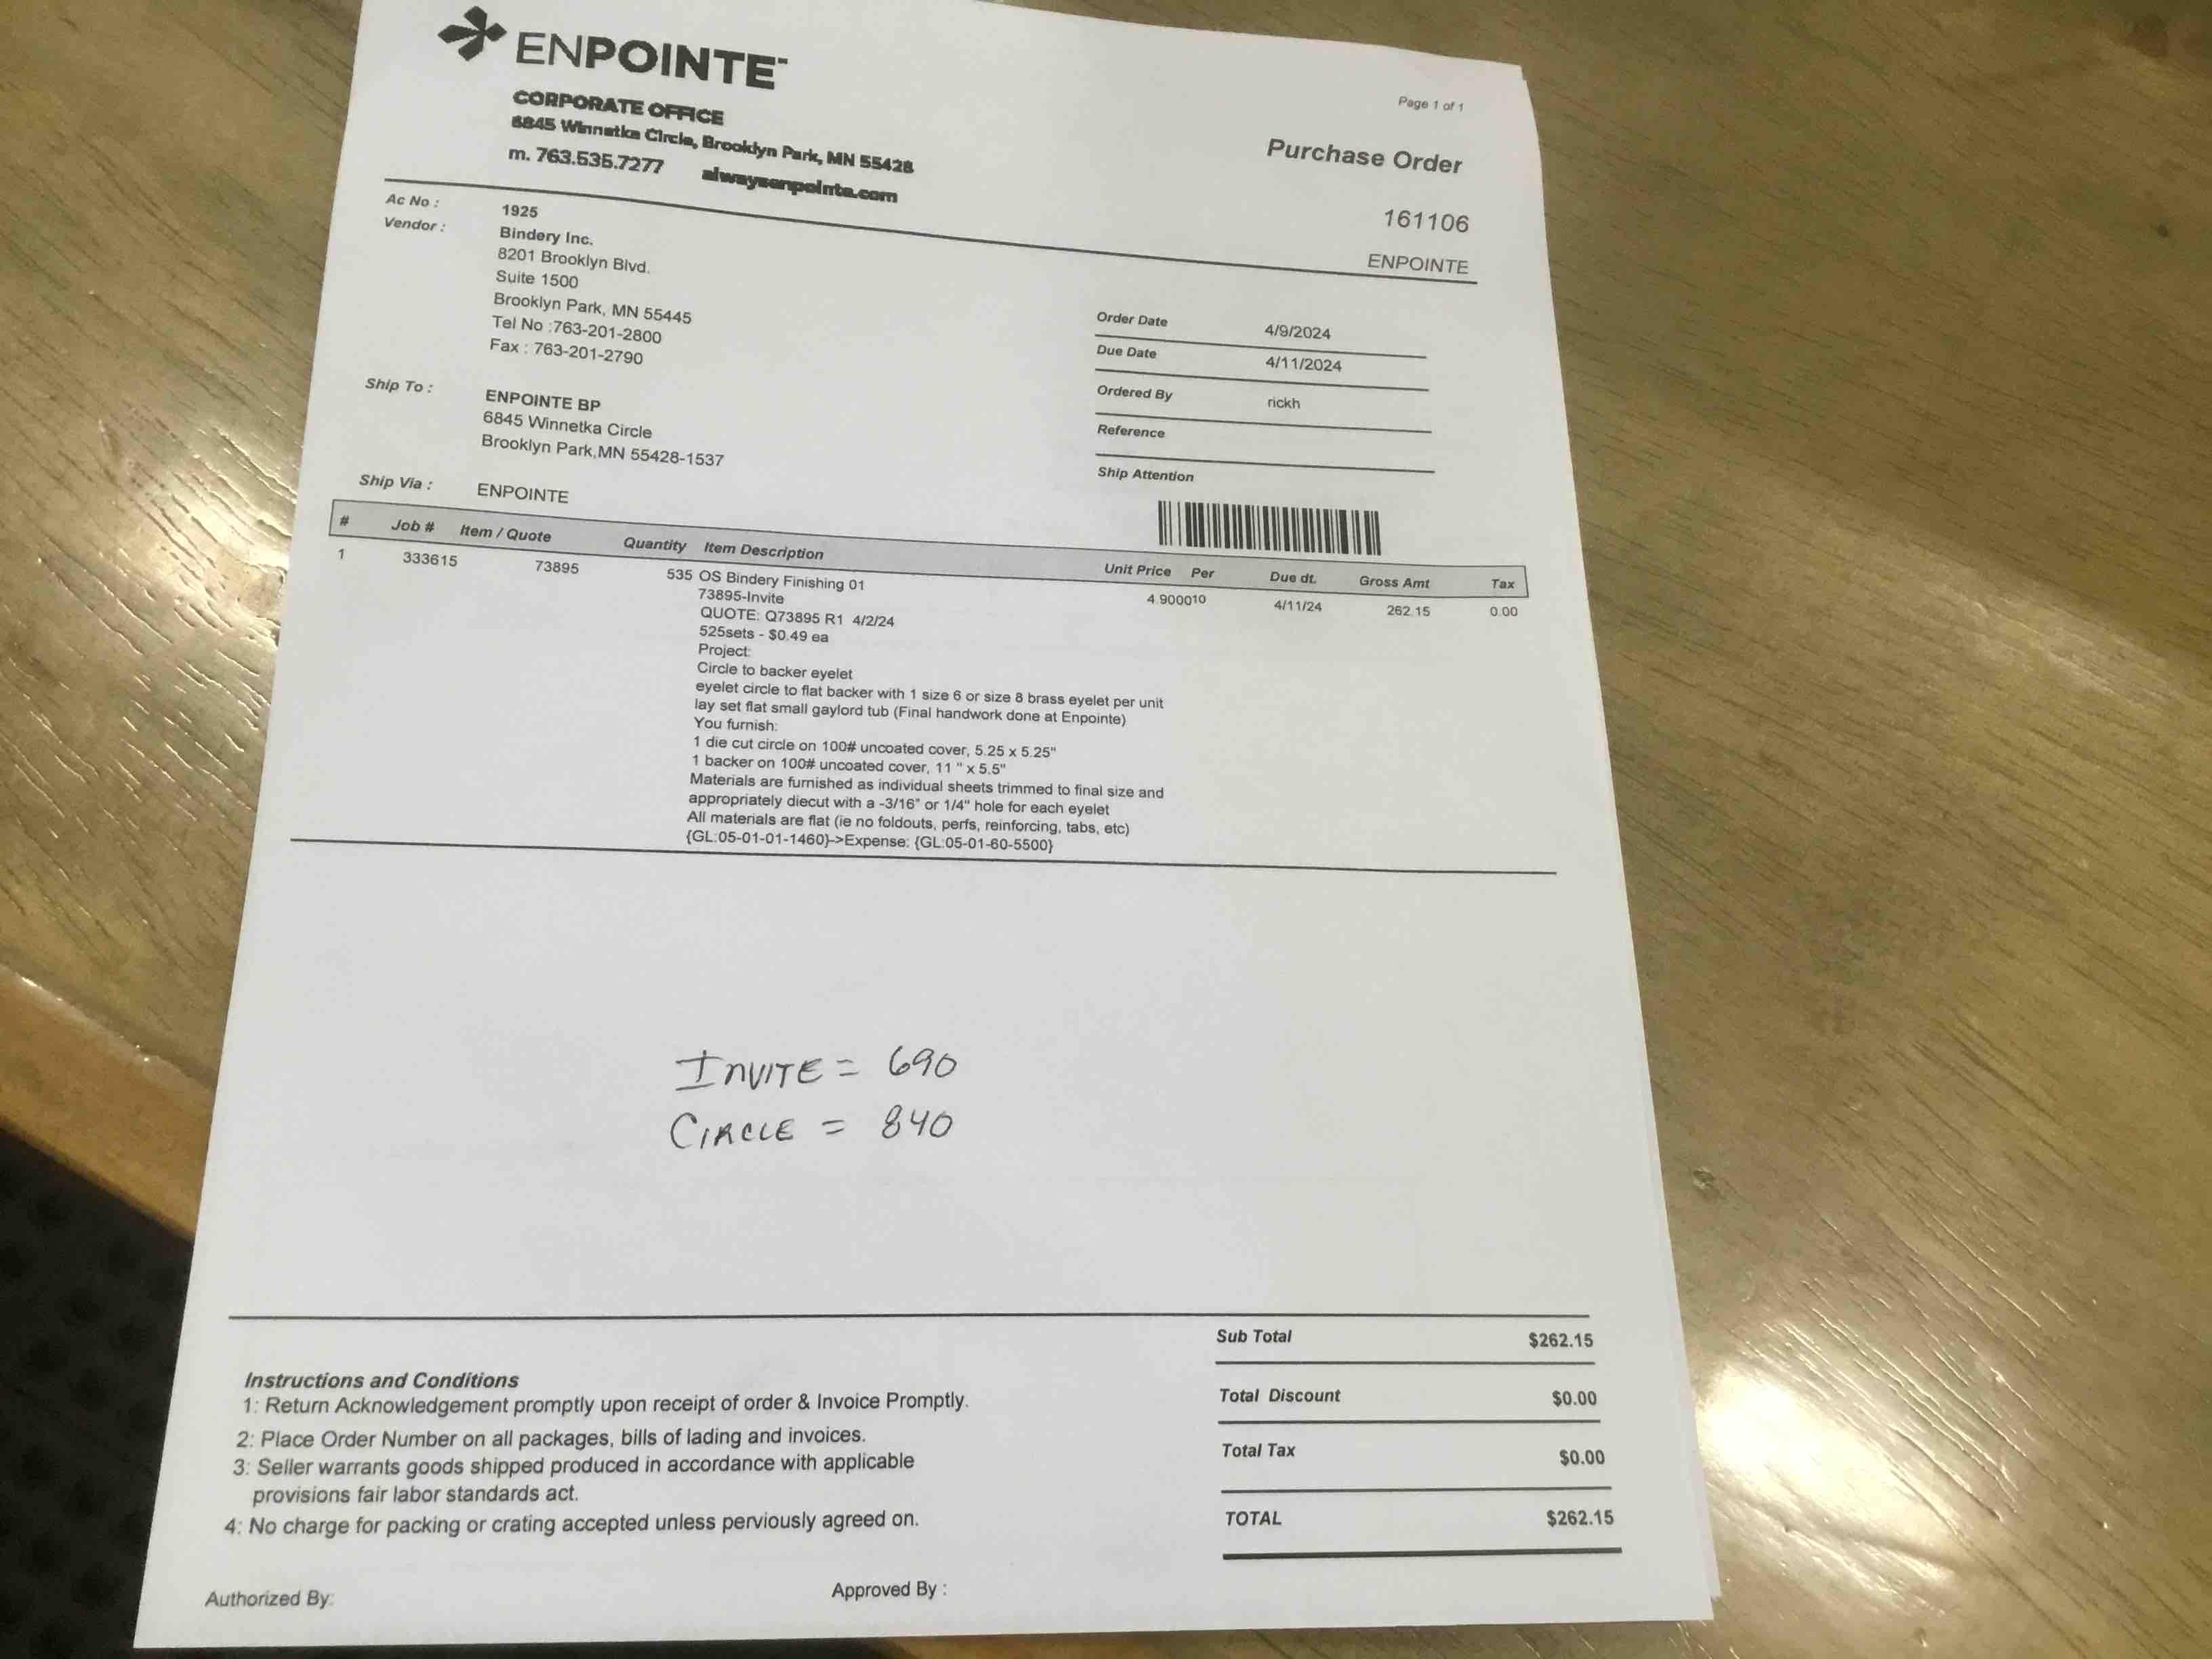 ENPOINTE
CORPORATE OFFICE
6845 Winnetka Circle, Brooklyn Park, MN 55428
m. 763.535.7277 alwaysenpointe.com
Page 1 of 1
Purchase Order
161106
ENPOINTE
Ac No : 1925
Vendor : Bindery Inc.
8201 Brooklyn Blvd.
Suite 1500
Brooklyn Park, MN 55445
Tel No :763-201-2800
Fax : 763-201-2790
Ship To : ENPOINTE BP
6845 Winnetka Circle
Brooklyn Park,MN 55428-1537
Ship Via : ENPOINTE
Order Date 4/9/2024
Due Date 4/11/2024
Ordered By rickh
Reference
Ship Attention
# Job # Item / Quote Quantity Item Description Unit Price Per Due dt. Gross Amt Tax
1 333615 73895 535 OS Bindery Finishing 01 4.900010 4/11/24 262.15 0.00
73895-Invite
QUOTE: Q73895 R1 4/2/24
525sets - $0.49 ea
Project:
Circle to backer eyelet
eyelet circle to flat backer with 1 size 6 or size 8 brass eyelet per unit
lay set flat small gaylord tub (Final handwork done at Enpointe)
You furnish:
1 die cut circle on 100# uncoated cover, 5.25 x 5.25"
1 backer on 100# uncoated cover, 11 " x 5.5"
Materials are furnished as individual sheets trimmed to final size and
appropriately diecut with a -3/16" or 1/4" hole for each eyelet
All materials are flat (ie no foldouts, perfs, reinforcing, tabs, etc)
{GL:05-01-01-1460}->Expense: {GL:05-01-60-5500}
INVITE = 690
CIRCLE = 840
Sub Total $262.15
Total Discount $0.00
Total Tax $0.00
TOTAL $262.15
Instructions and Conditions
1: Return Acknowledgement promptly upon receipt of order & Invoice Promptly.
2: Place Order Number on all packages, bills of lading and invoices.
3: Seller warrants goods shipped produced in accordance with applicable
provisions fair labor standards act.
4: No charge for packing or crating accepted unless perviously agreed on.
Authorized By: Approved By :